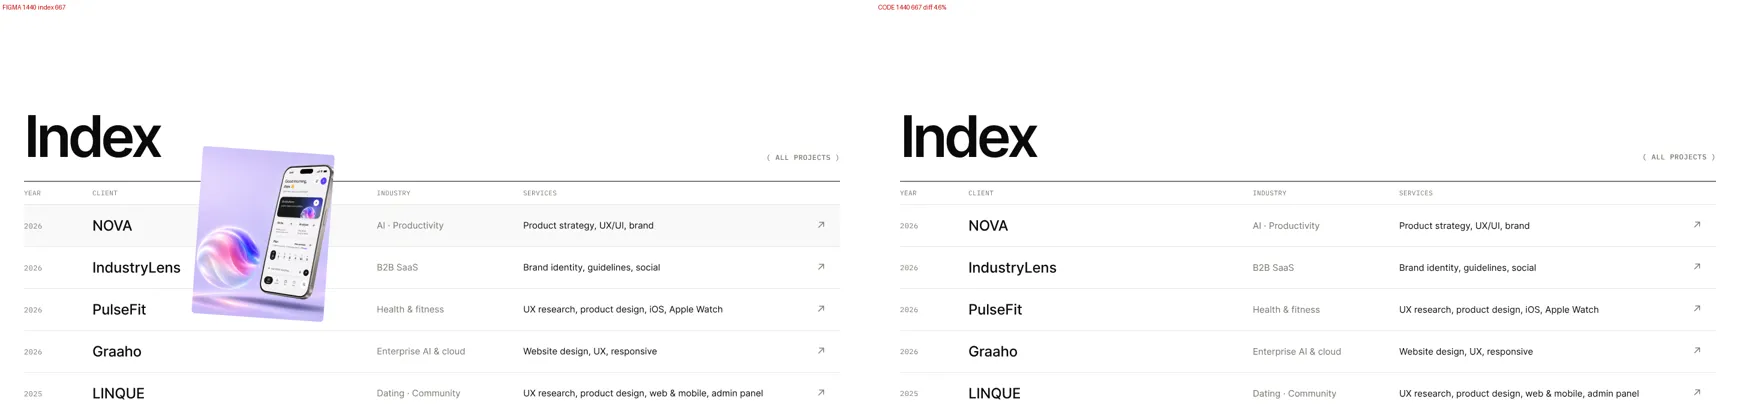 FIGMA 1440 index 667
CODE 1440 667 diff 4.6%
Index
( ALL PROJECTS )
YEAR CLIENT INDUSTRY SERVICES
2026 NOVA AI · Productivity Product strategy, UX/UI, brand
2026 IndustryLens B2B SaaS Brand identity, guidelines, social
2026 PulseFit Health & fitness UX research, product design, iOS, Apple Watch
2026 Graaho Enterprise AI & cloud Website design, UX, responsive
2025 LINQUE Dating · Community UX research, product design, web & mobile, admin panel
Good morning,
Index
( ALL PROJECTS )
YEAR CLIENT INDUSTRY SERVICES
2026 NOVA AI · Productivity Product strategy, UX/UI, brand
2026 IndustryLens B2B SaaS Brand identity, guidelines, social
2026 PulseFit Health & fitness UX research, product design, iOS, Apple Watch
2026 Graaho Enterprise AI & cloud Website design, UX, responsive
2025 LINQUE Dating · Community UX research, product design, web & mobile, admin panel